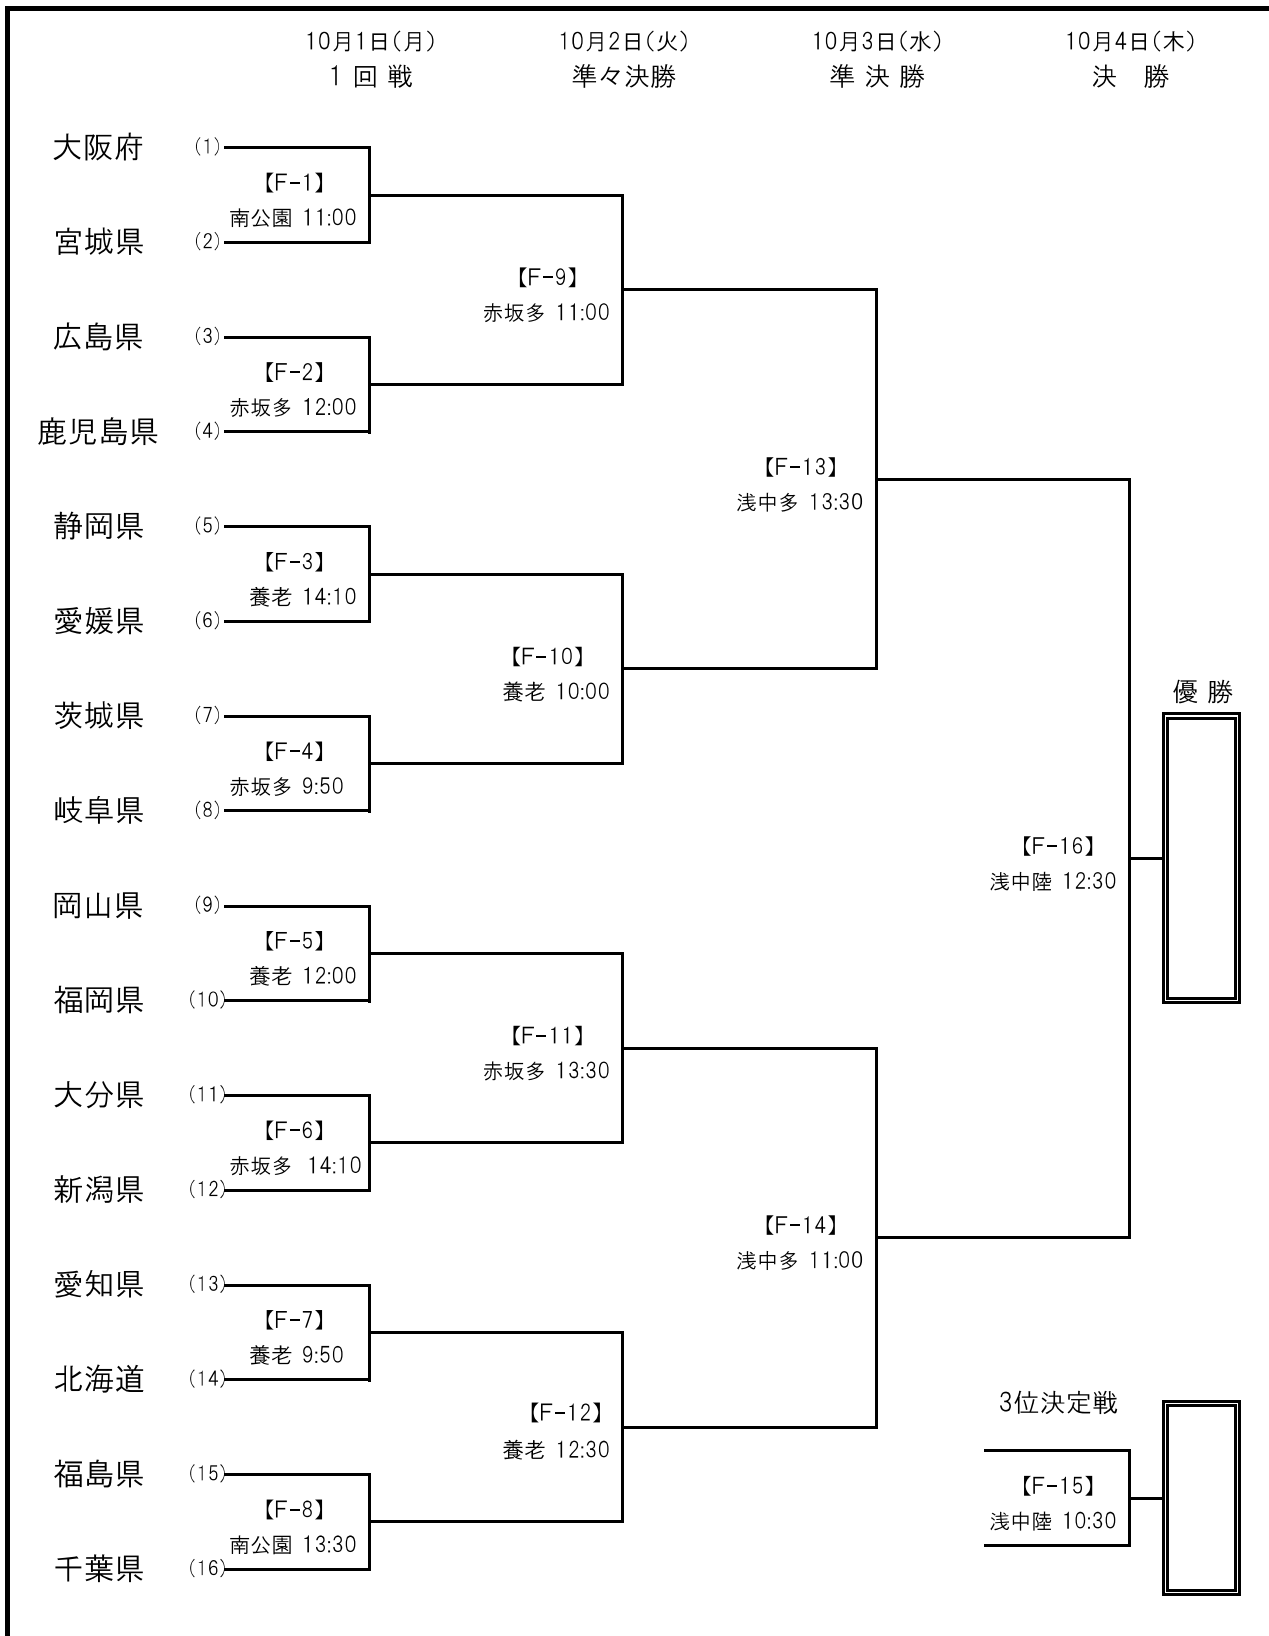 10月1日(月) 10月2日(火) 10月3日(水) 10月4日(木)
1 回 戦 準々決勝 準 決 勝 決 勝
大阪府 (1)
【F-1】
南公園 11:00
宮城県 (2)
【F-9】
赤坂多 11:00
広島県 (3)
【F-2】
赤坂多 12:00
鹿児島県 (4)
【F-13】
浅中多 13:30
静岡県 (5)
【F-3】
養老 14:10
愛媛県 (6)
【F-10】
養老 10:00
優 勝
茨城県 (7)
【F-4】
赤坂多 9:50
岐阜県 (8)
【F-16】
浅中陸 12:30
岡山県 (9)
【F-5】
養老 12:00
福岡県 (10)
【F-11】
赤坂多 13:30
大分県 (11)
【F-6】
赤坂多 14:10
新潟県 (12)
【F-14】
浅中多 11:00
愛知県 (13)
【F-7】
養老 9:50
北海道 (14)
3位決定戦
【F-12】
養老 12:30
福島県 (15)
【F-15】
浅中陸 10:30
【F-8】
南公園 13:30
千葉県 (16)